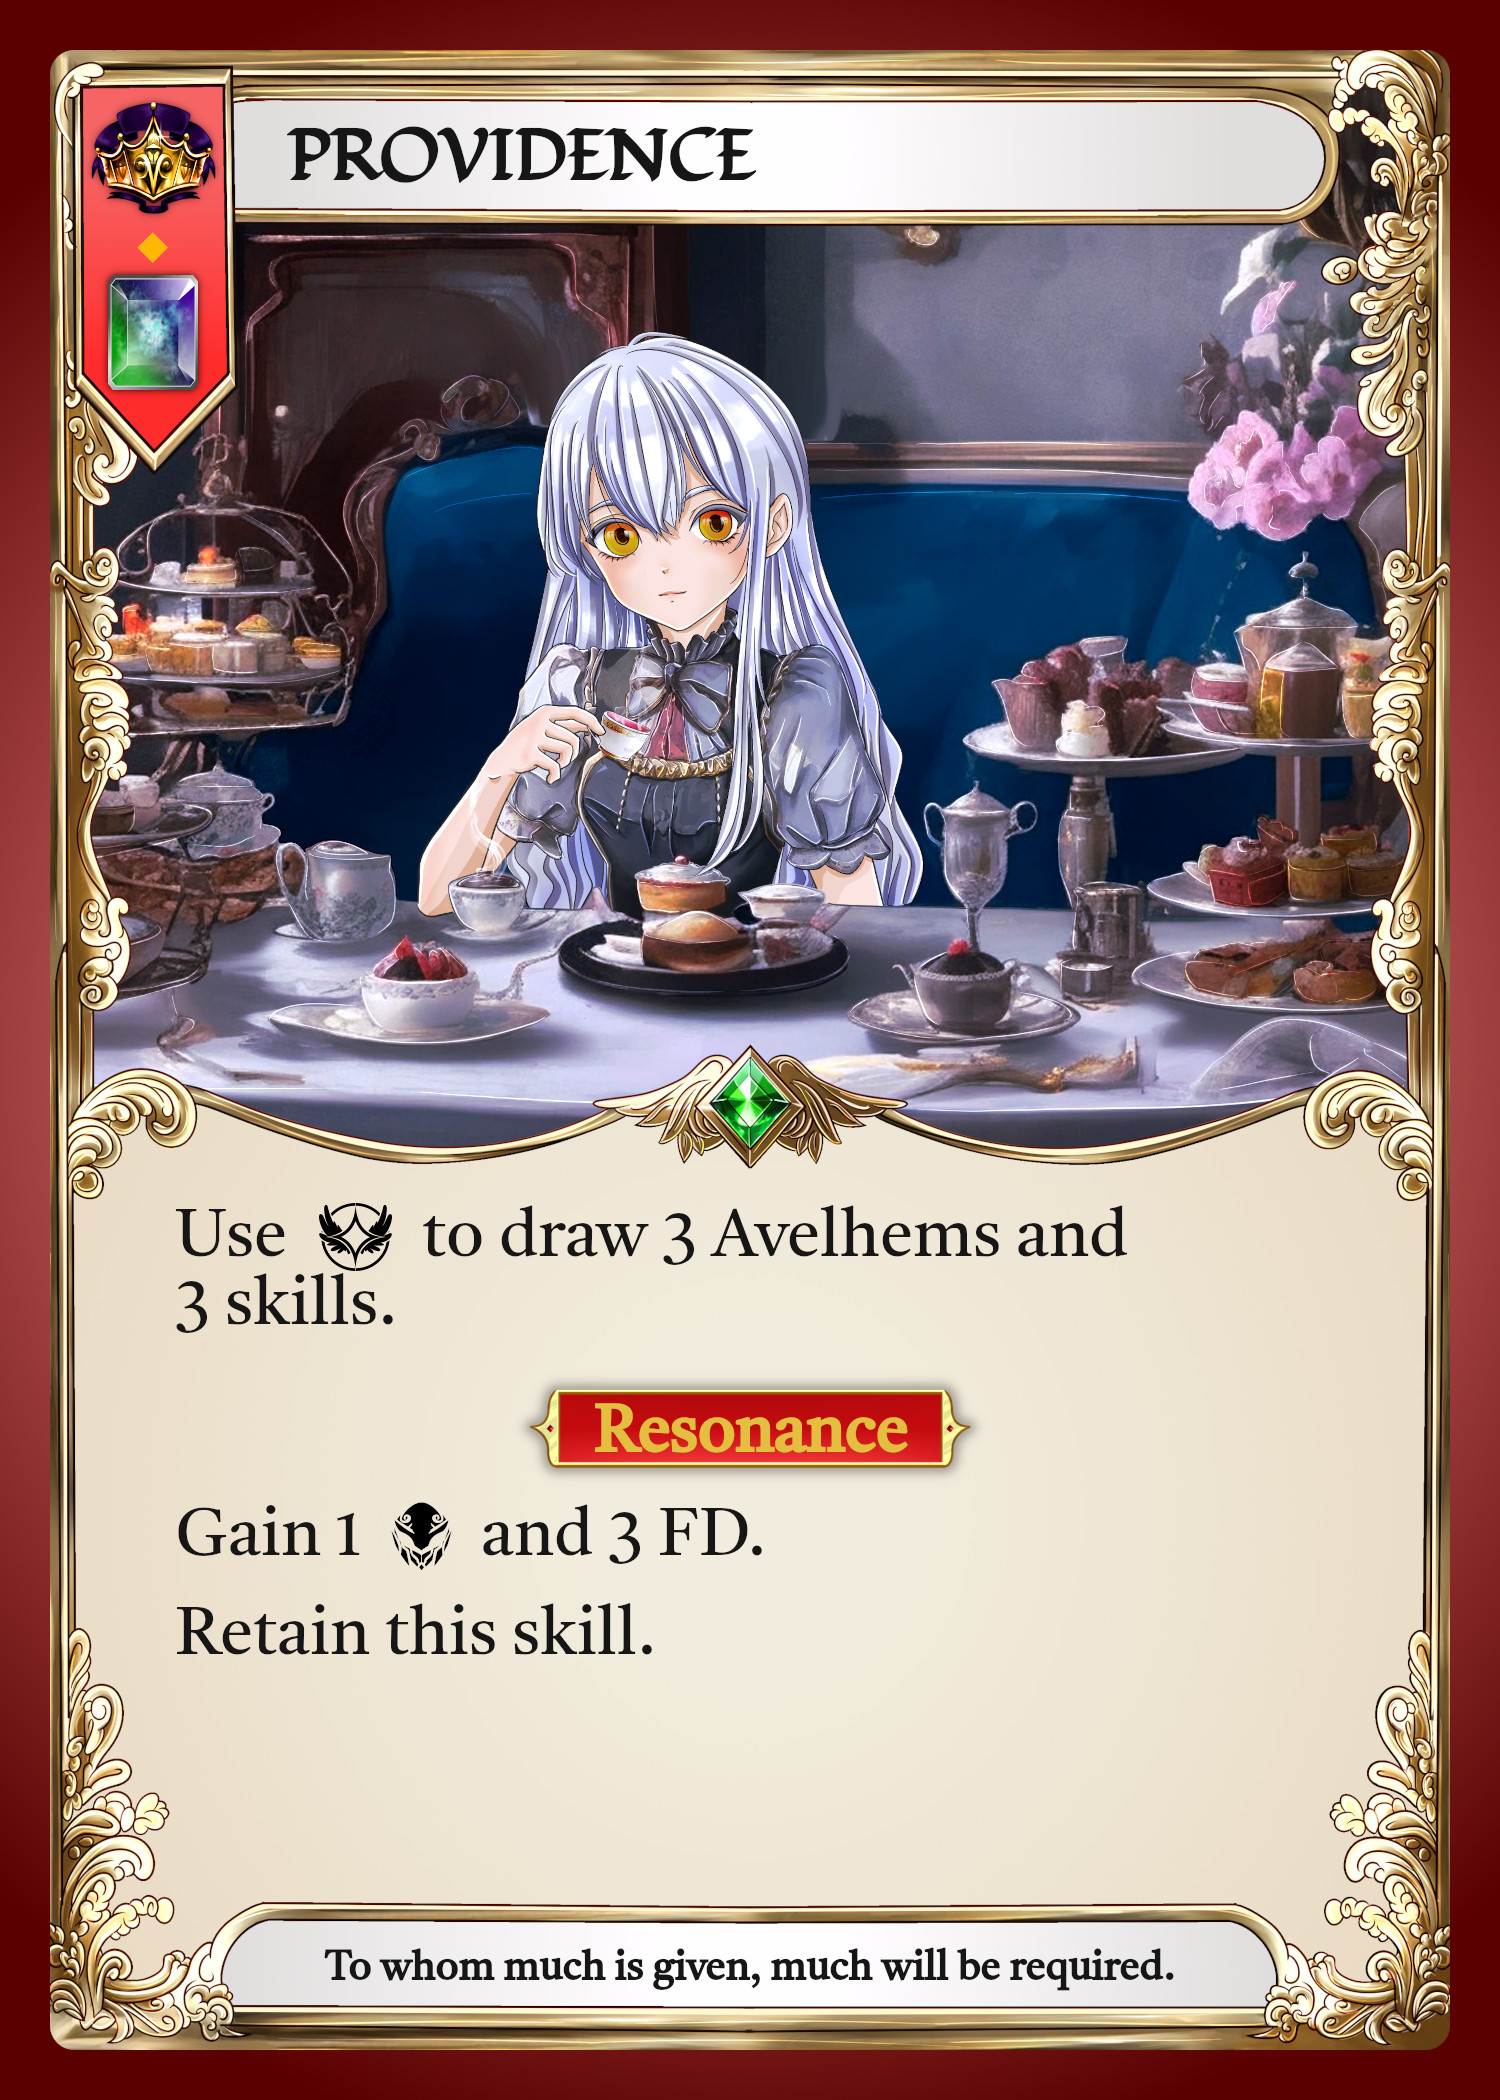 PROVIDENCE
Use to draw 3 Avelhems and
3 skills.
Resonance
Gain 1 and 3 FD.
Retain this skill.
To whom much is given, much will be required.